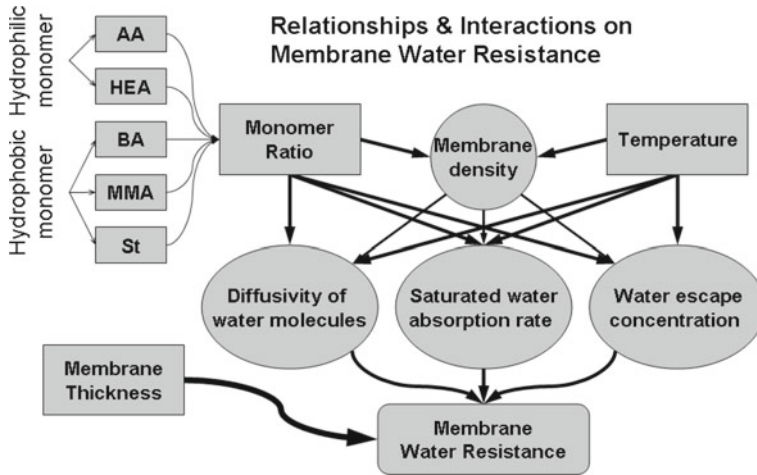 Relationships & Interactions on
Membrane Water Resistance
Hydrophilic
monomer
AA
HEA
Hydrophobic
monomer
BA
MMA
St
Monomer
Ratio
Membrane
density
Temperature
Diffusivity of
water molecules
Saturated water
absorption rate
Water escape
concentration
Membrane
Thickness
Membrane
Water Resistance